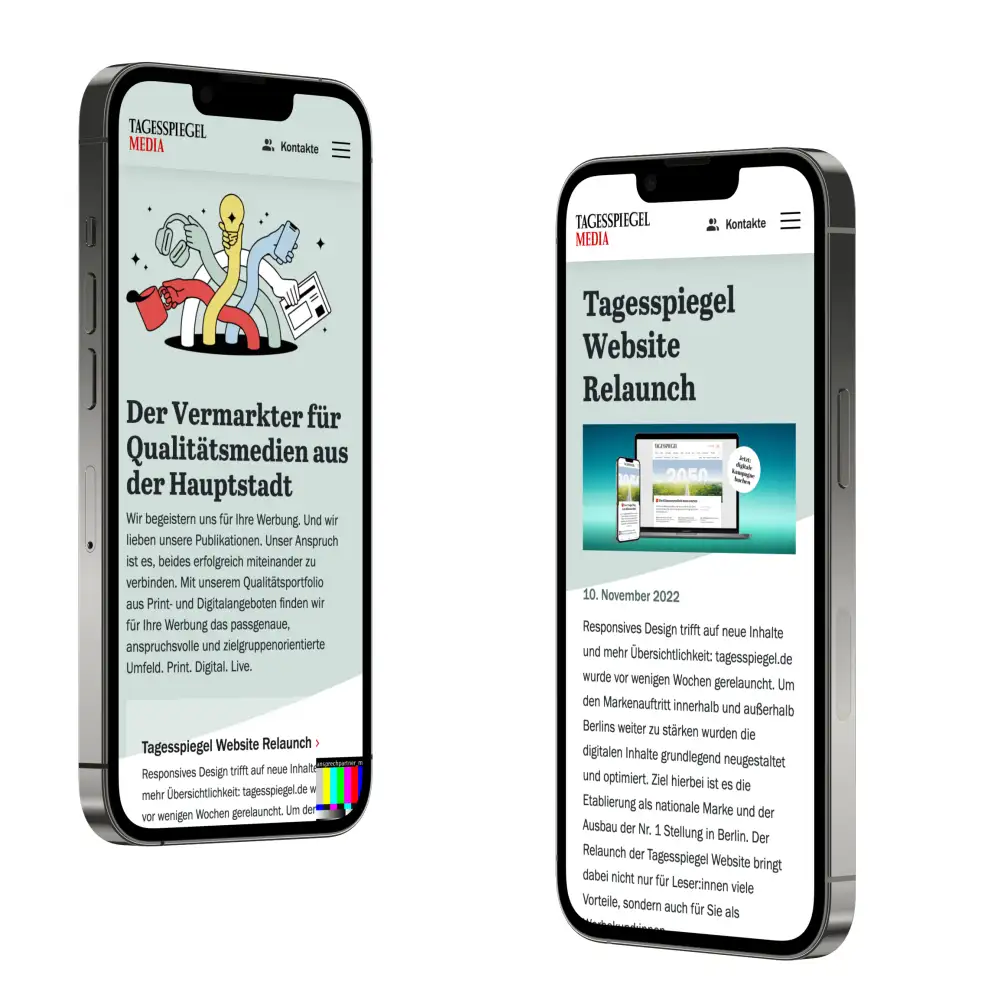 TAGESSPIEGEL
MEDIA
Kontakte
Der Vermarkter für
Qualitätsmedien aus
der Hauptstadt
Wir begeistern uns für Ihre Werbung. Und wir
lieben unsere Publikationen. Unser Anspruch
ist es, beides erfolgreich miteinander zu
verbinden. Mit unserem Qualitätsportfolio
aus Print- und Digitalangeboten finden wir
für Ihre Werbung das passgenaue,
anspruchsvolle und zielgruppenorientierte
Umfeld. Print. Digital. Live.
Tagesspiegel Website Relaunch ›
Responsives Design trifft auf neue Inhalte
mehr Übersichtlichkeit: tagesspiegel.de w
vor wenigen Wochen gerelauncht. Um der
ansprechpartner_m
TAGESSPIEGEL
MEDIA
Kontakte
Tagesspiegel
Website
Relaunch
TAGESSPIEGEL
2050
Jetzt:
digitale
Kampagne
buchen
10. November 2022
Responsives Design trifft auf neue Inhalte
und mehr Übersichtlichkeit: tagesspiegel.de
wurde vor wenigen Wochen gerelauncht. Um
den Markenauftritt innerhalb und außerhalb
Berlins weiter zu stärken wurden die
digitalen Inhalte grundlegend neugestaltet
und optimiert. Ziel hierbei ist es die
Etablierung als nationale Marke und der
Ausbau der Nr. 1 Stellung in Berlin. Der
Relaunch der Tagesspiegel Website bringt
dabei nicht nur für Leser:innen viele
Vorteile, sondern auch für Sie als
Werbekund:innen